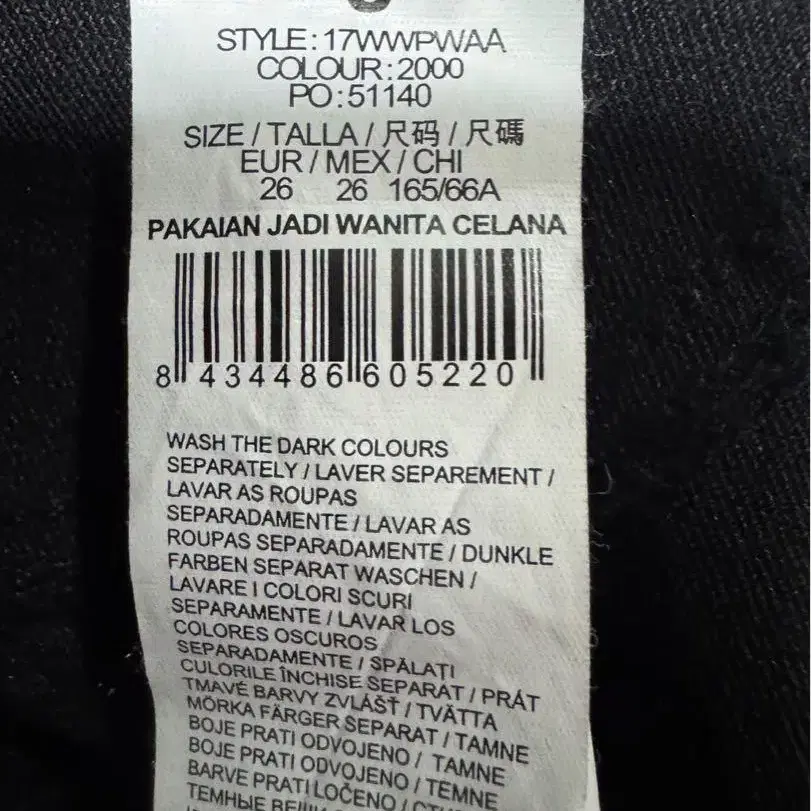 STYLE:17WWPWAA
COLOUR:2000
PO:51140
SIZE / TALLA / 尺码 / 尺碼
EUR / MEX / CHI
26 26 165/66A
PAKAIAN JADI WANITA CELANA
8 434486 605220
WASH THE DARK COLOURS
SEPARATELY / LAVER SEPAREMENT /
LAVAR AS ROUPAS
SEPARADAMENTE / LAVAR AS
ROUPAS SEPARADAMENTE / DUNKLE
FARBEN SEPARAT WASCHEN /
LAVARE I COLORI SCURI
SEPARAMENTE / LAVAR LOS
COLORES OSCUROS
SEPARADAMENTE / SPĂLAȚI
CULORILE ÎNCHISE SEPARAT / PRÁT
TMAVÉ BARVY ZVLÁŠŤ / TVÄTTA
MÖRKA FÄRGER SEPARAT / TAMNE
BOJE PRATI ODVOJENO / TAMNE
BOJE PRATI ODVOJENO / TEMNE
BARVE PRATI LOČENO /
ТЕМНЫЕ